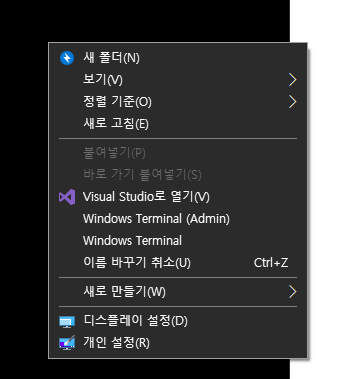 새 폴더(N)
보기(V)
정렬 기준(O)
새로 고침(E)
붙여넣기(P)
바로 가기 붙여넣기(S)
Visual Studio로 열기(V)
Windows Terminal (Admin)
Windows Terminal
이름 바꾸기 취소(U) Ctrl+Z
새로 만들기(W)
디스플레이 설정(D)
개인 설정(R)